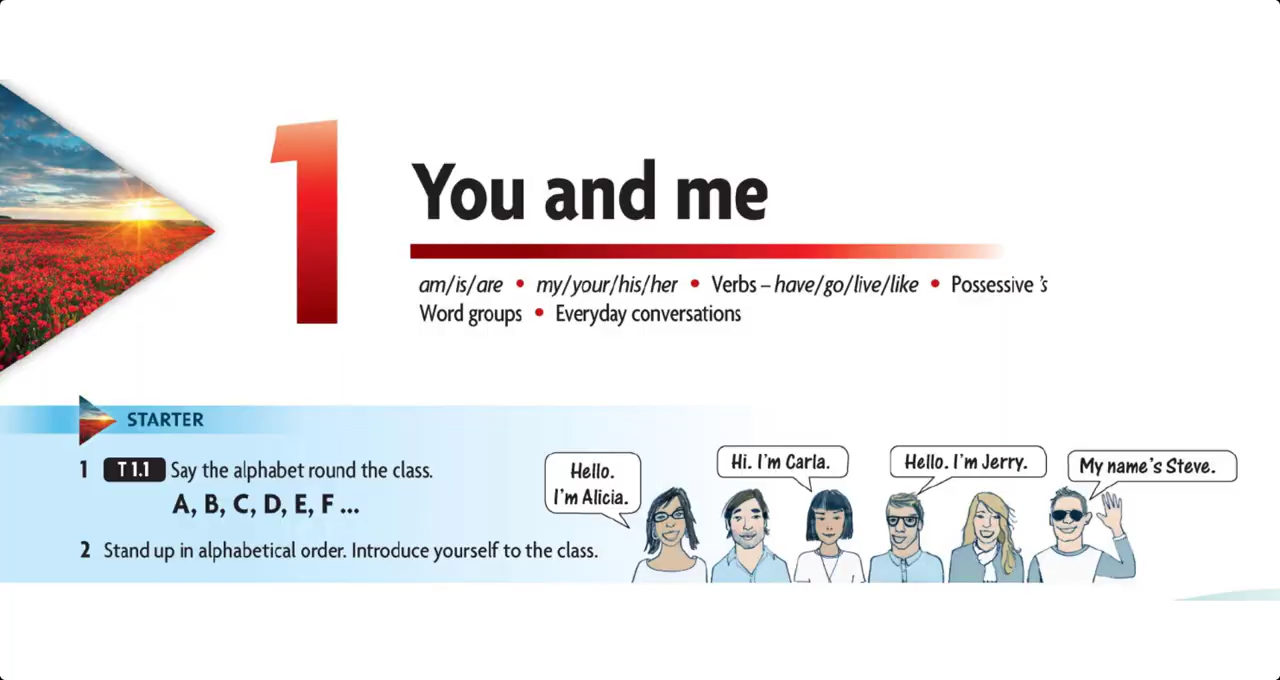 1
You and me
am/is/are • my/your/his/her • Verbs – have/go/live/like • Possessive 's
Word groups • Everyday conversations
STARTER
1 T 1.1 Say the alphabet round the class.
A, B, C, D, E, F ...
2 Stand up in alphabetical order. Introduce yourself to the class.
Hello.
I'm Alicia.
Hi. I'm Carla.
Hello. I'm Jerry.
My name's Steve.